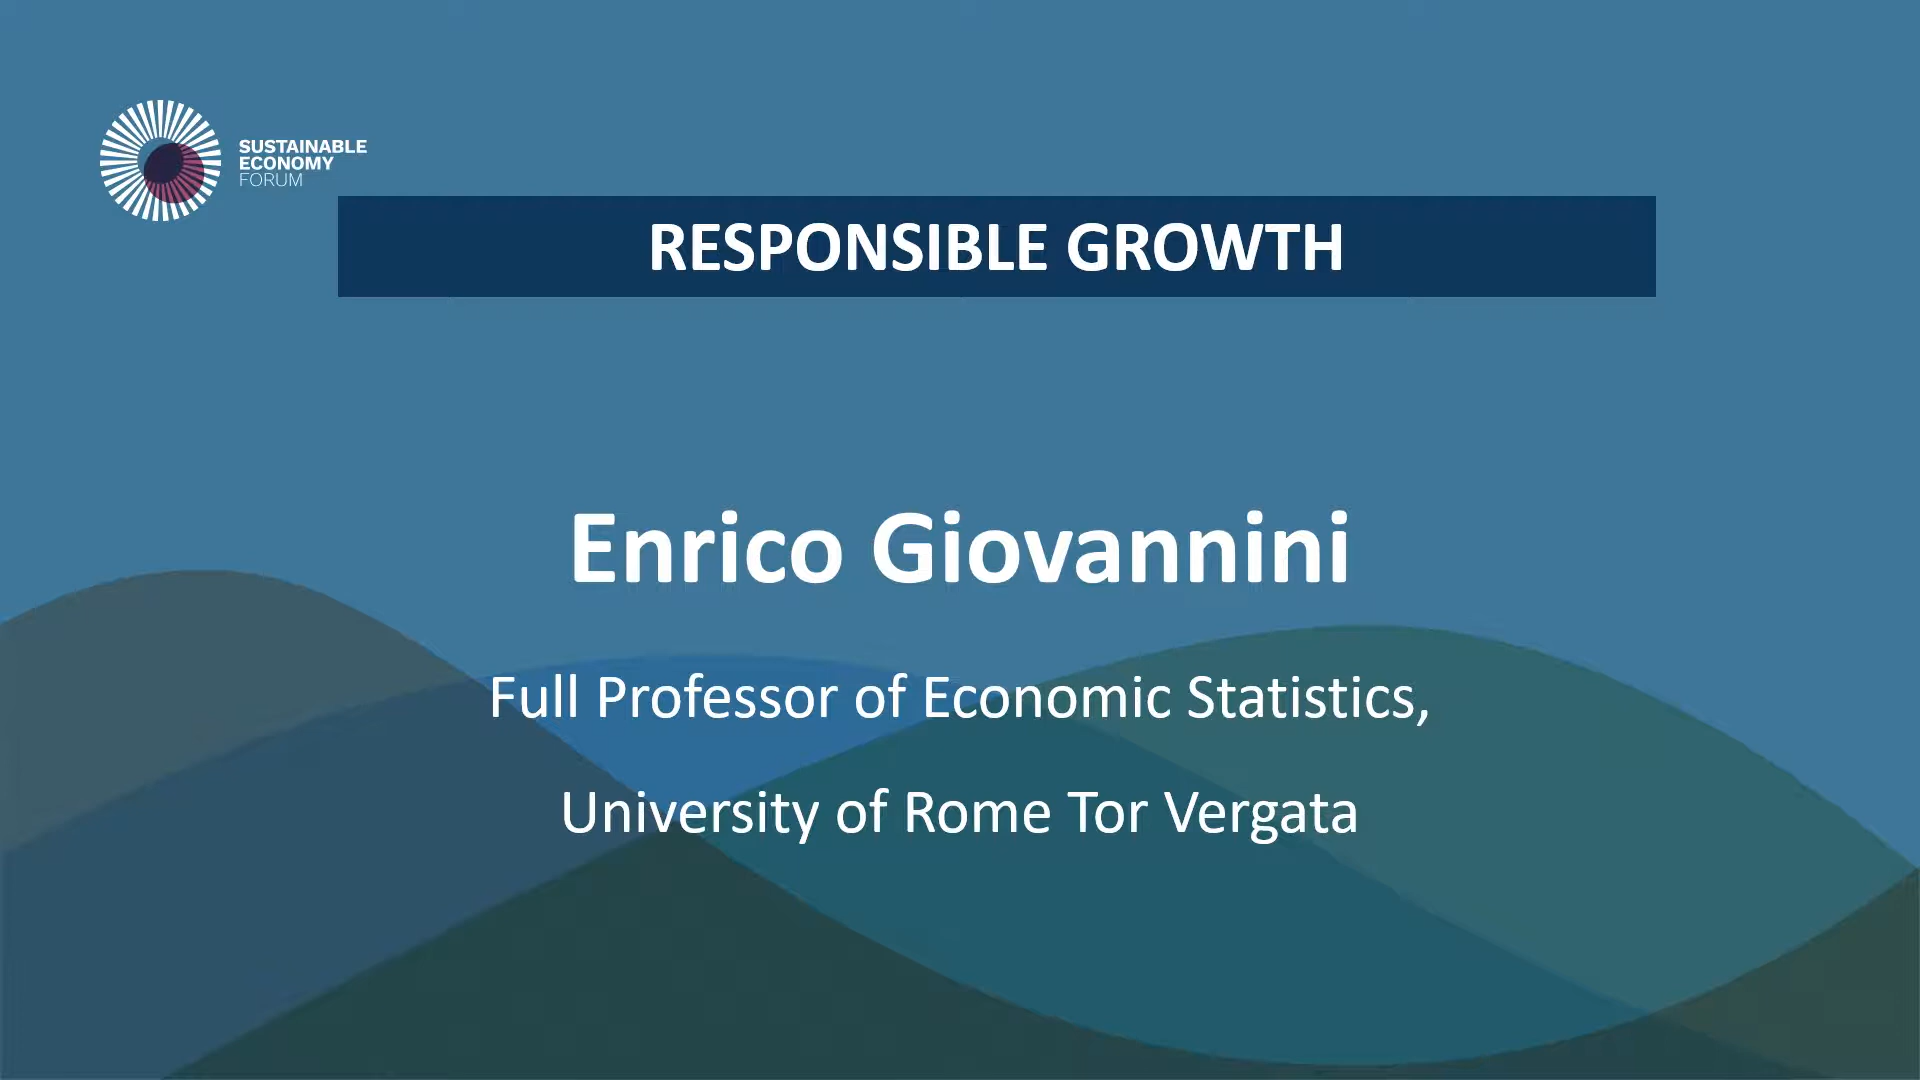 SUSTAINABLE
ECONOMY
FORUM
RESPONSIBLE GROWTH
Enrico Giovannini
Full Professor of Economic Statistics,
University of Rome Tor Vergata